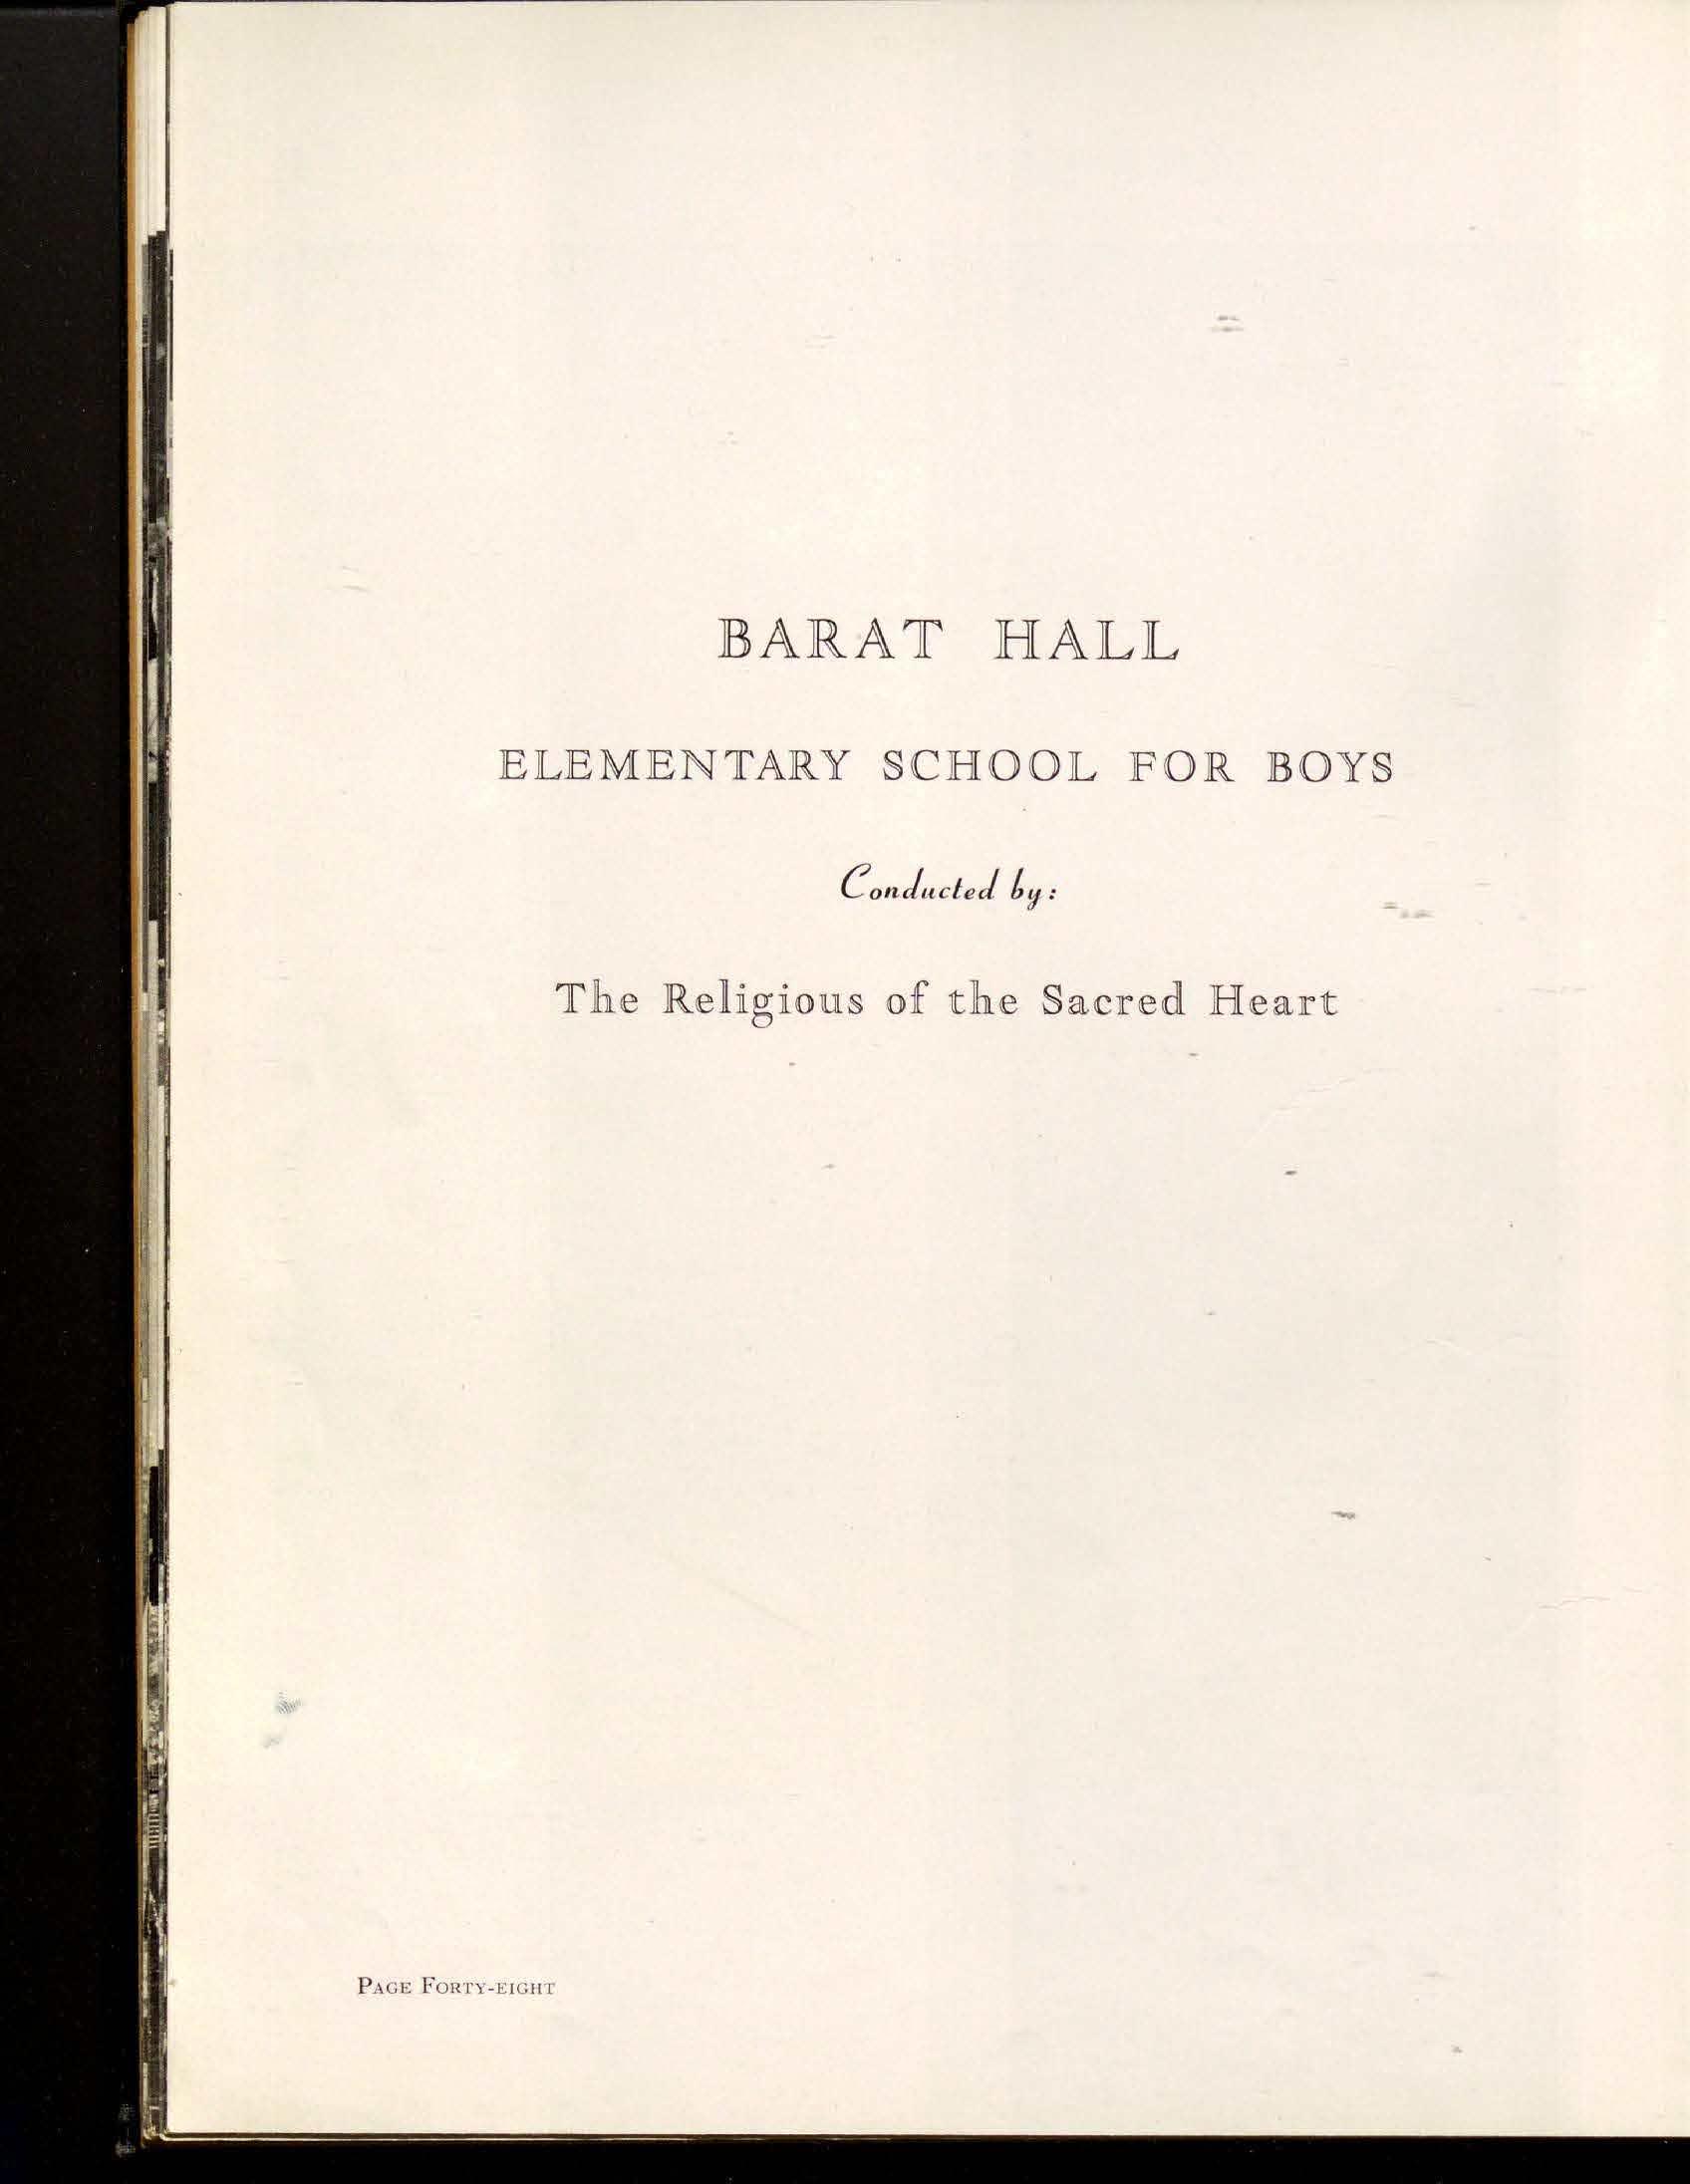 BARAT HALL
ELEMENTARY SCHOOL FOR BOYS
Conducted by:
The Religious of the Sacred Heart
PAGE FORTY-EIGHT